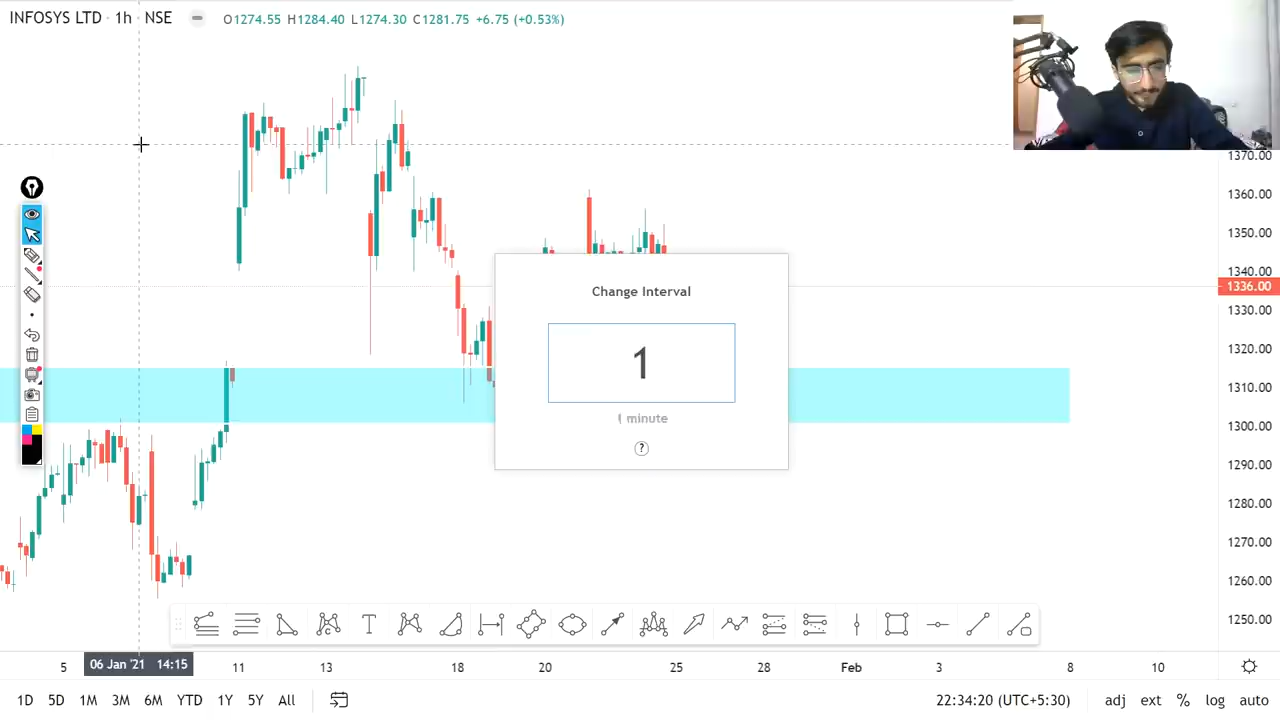 INFOSYS LTD · 1h · NSE
O1274.55 H1284.40 L1274.30 C1281.75 +6.75 (+0.53%)
1370.00
1360.00
1350.00
1340.00
1336.00
1330.00
1320.00
1310.00
1300.00
1290.00
1280.00
1270.00
1260.00
1250.00
Change Interval
1
1 minute
?
T
5
06 Jan '21 14:15
11
13
18
20
25
28
Feb
3
8
10
1D 5D 1M 3M 6M YTD 1Y 5Y All
22:34:20 (UTC+5:30)
adj ext % log auto